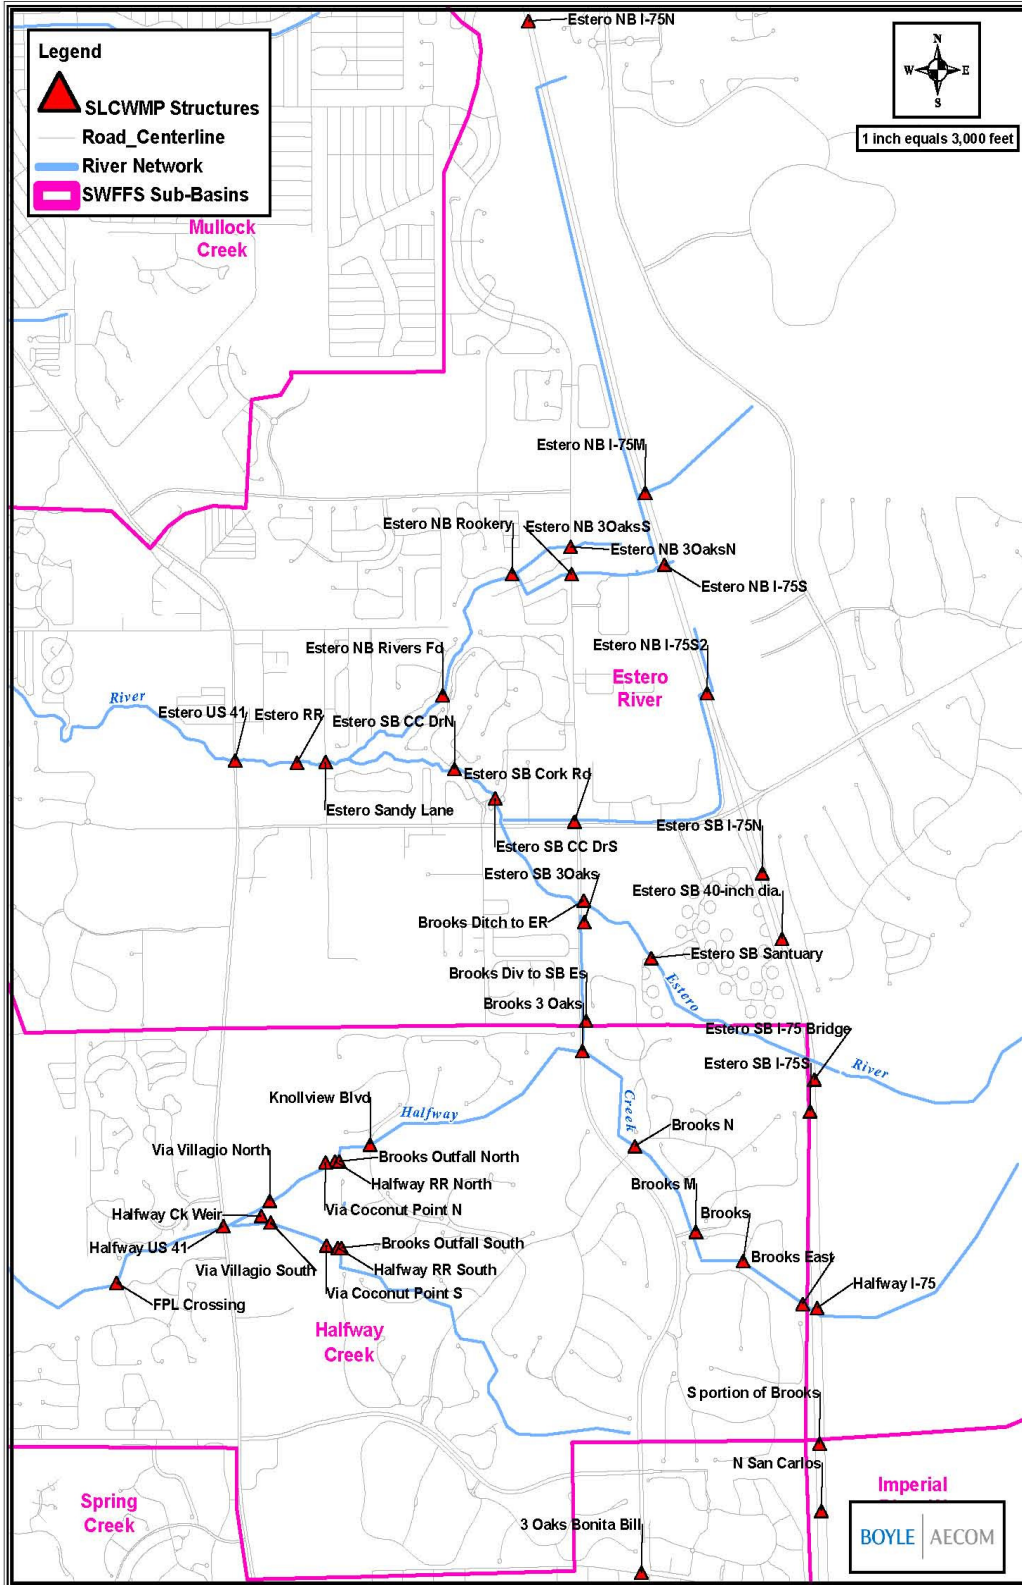 Estero NB I-75N
Legend
SLCWMP Structures
Road_Centerline
River Network
SWFFS Sub-Basins
N
W E
S
1 inch equals 3,000 feet
Mullock
Creek
Estero NB I-75M
Estero NB Rookery
Estero NB 3OaksS
Estero NB 3OaksN
Estero NB I-75S
Estero NB Rivers Fd
Estero NB I-75S2
Estero
River
River
Estero US 41
Estero RR
Estero SB CC DrN
Estero SB Cork Rd
Estero Sandy Lane
Estero SB I-75N
Estero SB CC DrS
Estero SB 3Oaks
Estero SB 40-inch dia.
Brooks Ditch to ER
Estero SB Santuary
Brooks Div to SB Es
Estero
Brooks 3 Oaks
Estero SB I-75 Bridge
Estero SB I-75S
River
Knollview Blvd
Halfway
Creek
Brooks N
Via Villagio North
Brooks Outfall North
Halfway RR North
Brooks M
Via Coconut Point N
Halfway Ck Weir
Brooks
Halfway US 41
Brooks Outfall South
Brooks East
Via Villagio South
Halfway RR South
Via Coconut Point S
FPL Crossing
Halfway I-75
Halfway
Creek
S portion of Brooks
N San Carlos
Imperial
Spring
Creek
3 Oaks Bonita Bill
BOYLE AECOM